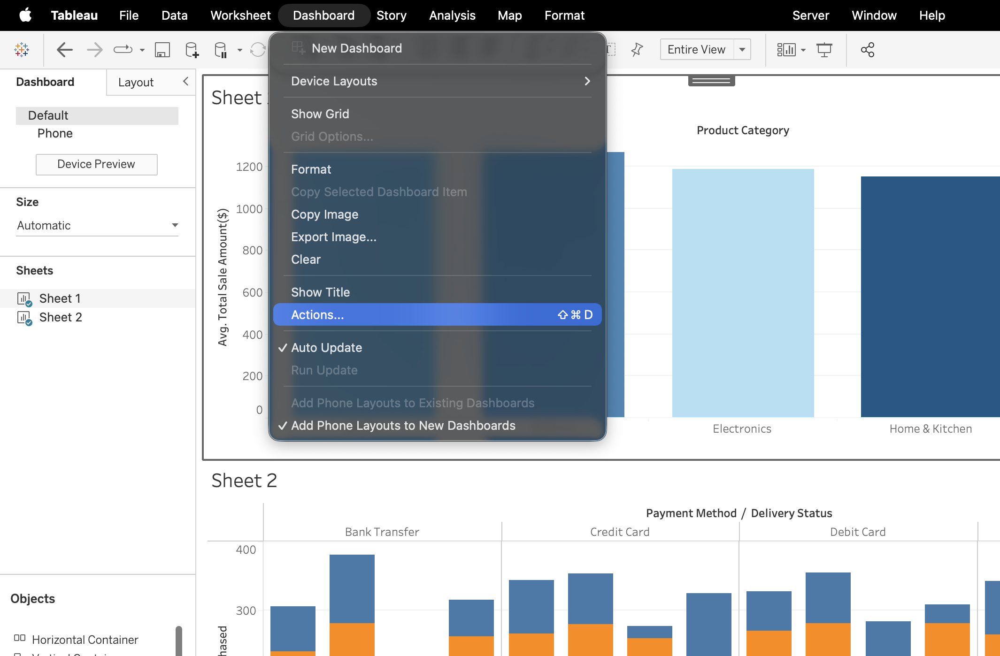 Tableau File Data Worksheet Dashboard Story Analysis Map Format Server Window Help
Entire View
Dashboard
Layout
Default
Phone
Device Preview
Size
Automatic
Sheets
Sheet 1
Sheet 2
Objects
Horizontal Container
New Dashboard
Device Layouts
Show Grid
Grid Options...
Format
Copy Selected Dashboard Item
Copy Image
Export Image...
Clear
Show Title
Actions... ⇧⌘D
Auto Update
Run Update
Add Phone Layouts to Existing Dashboards
Add Phone Layouts to New Dashboards
Sheet
Product Category
Avg. Total Sale Amount($)
1200
1000
800
600
400
200
0
Electronics
Home & Kitchen
Sheet 2
Payment Method / Delivery Status
Bank Transfer
Credit Card
Debit Card
400
300